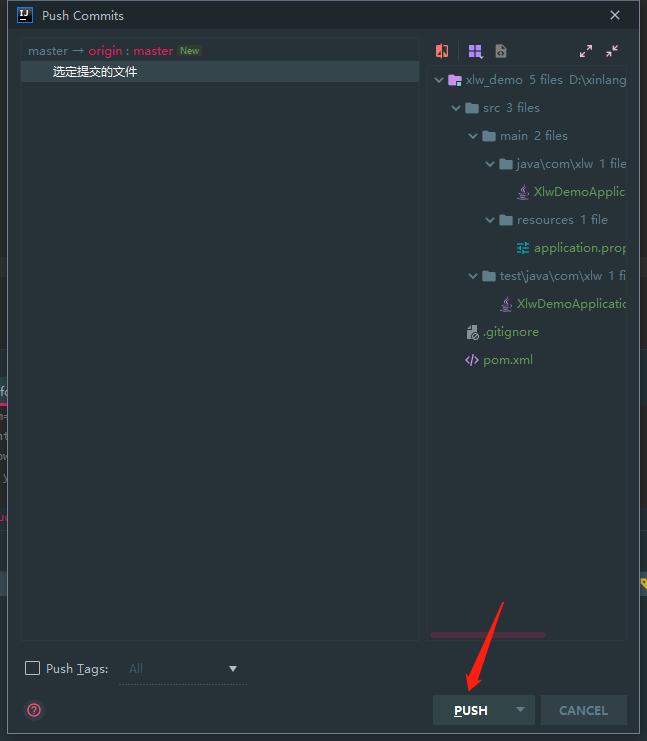 Push Commits
master → origin : master New
选定提交的文件
xlw_demo 5 files D:\xinlang
src 3 files
main 2 files
java\com\xlw 1 file
XlwDemoApplic
resources 1 file
application.prop
test\java\com\xlw 1 fi
XlwDemoApplicatio
.gitignore
pom.xml
Push Tags: All
PUSH CANCEL